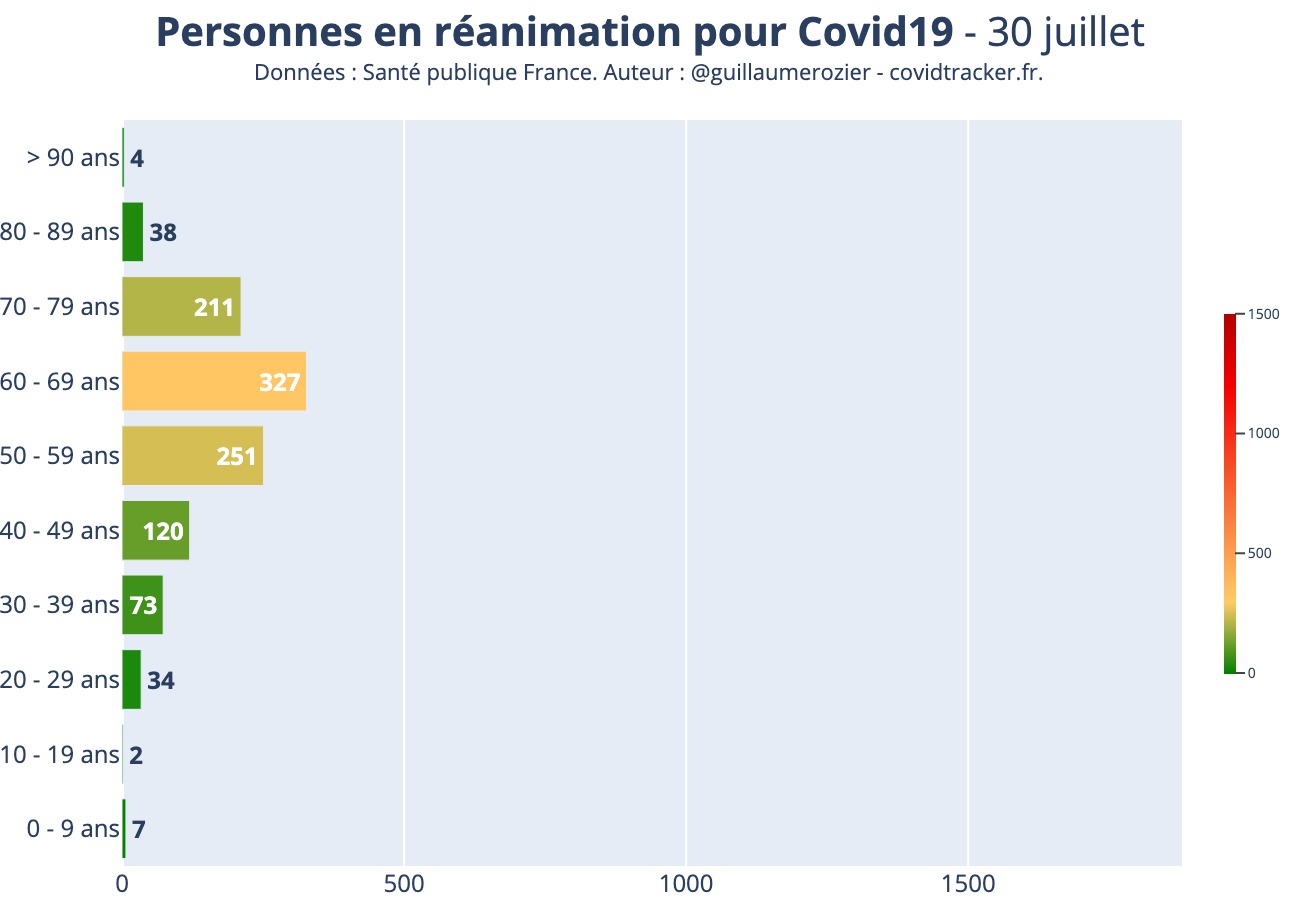 Personnes en réanimation pour Covid19 - 30 juillet
Données : Santé publique France. Auteur : @guillaumerozier - covidtracker.fr.
> 90 ans 4
80 - 89 ans 38
70 - 79 ans 211
60 - 69 ans 327
50 - 59 ans 251
40 - 49 ans 120
30 - 39 ans 73
20 - 29 ans 34
10 - 19 ans 2
0 - 9 ans 7
0 500 1000 1500
1500
1000
500
0